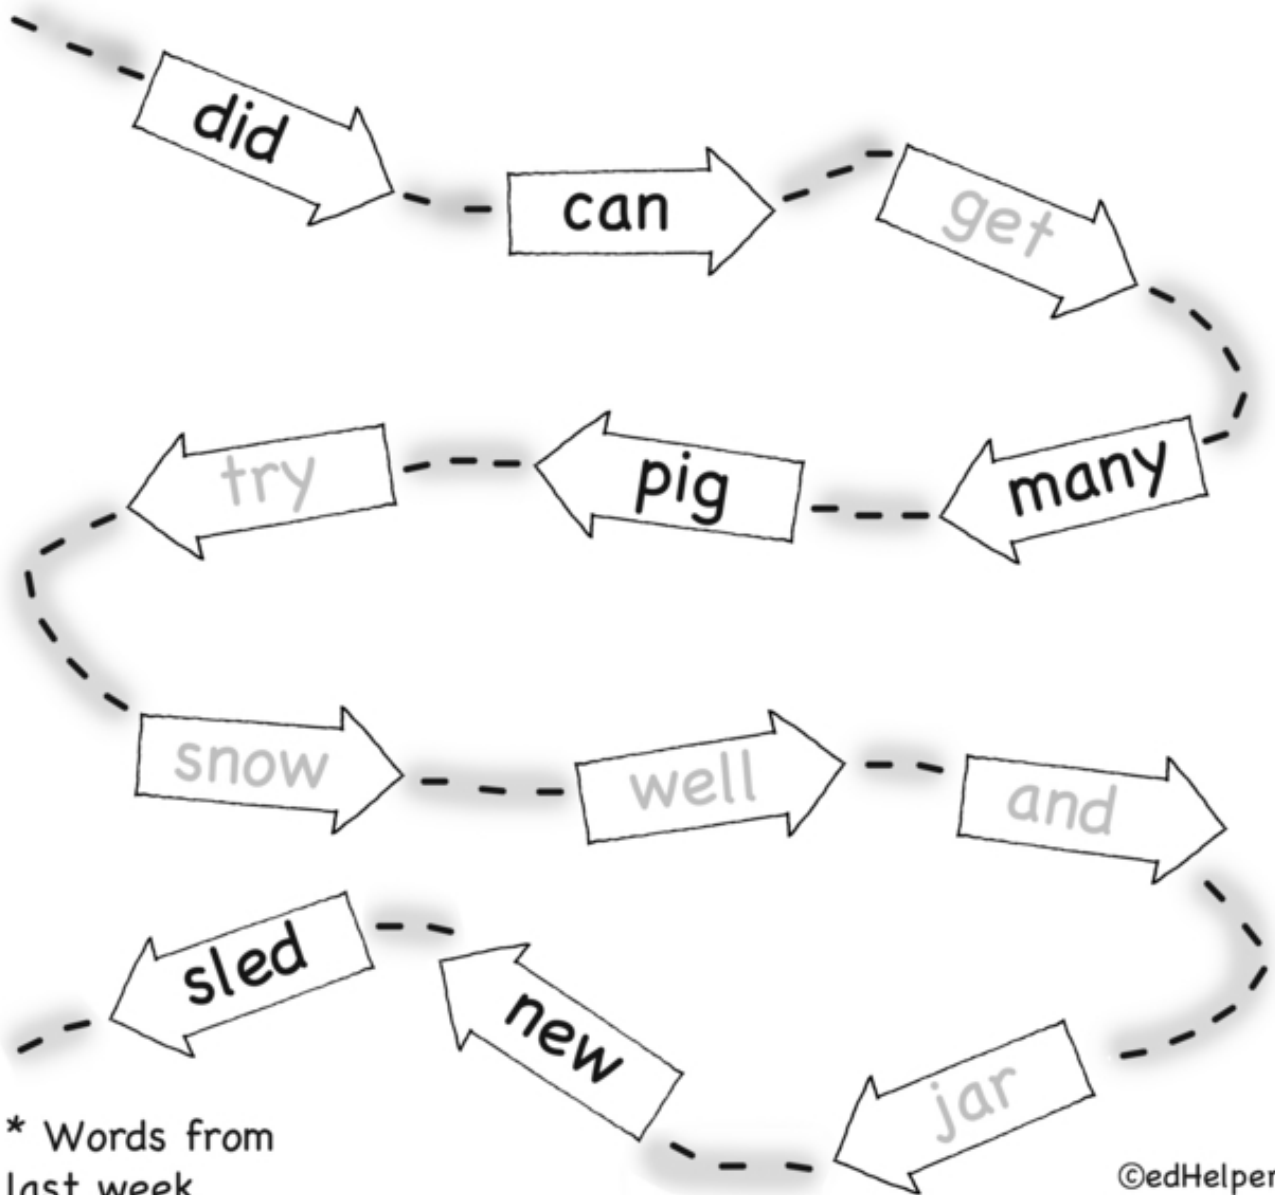 did
can
get
many
pig
try
snow
well
and
jar
new
sled
* Words from
last week
©edHelper